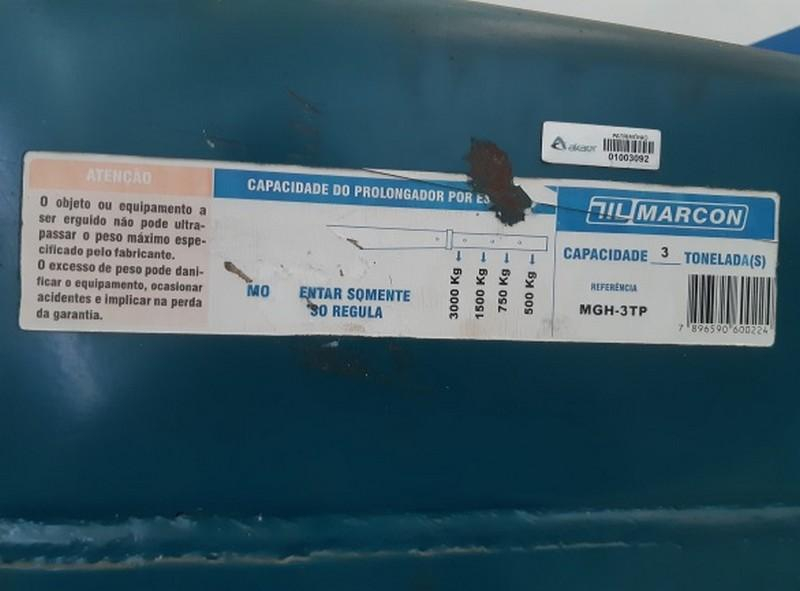 PATRIMÔNIO
akaer
01003092
ATENÇÃO
O objeto ou equipamento a
ser erguido não pode ultra-
passar o peso máximo espe-
cificado pelo fabricante.
O excesso de peso pode dani-
ficar o equipamento, ocasionar
acidentes e implicar na perda
da garantia.
CAPACIDADE DO PROLONGADOR POR ES
MO ENTAR SOMENTE
SO REGULA
3000 Kg
1500 Kg
750 Kg
500 Kg
MARCON
CAPACIDADE 3 TONELADA(S)
REFERÊNCIA
MGH-3TP
7 896590 600224